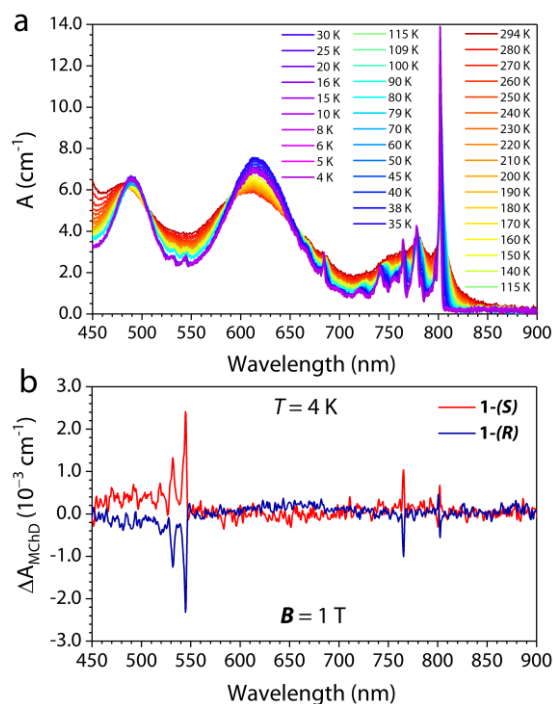 a
14.0
12.0
10.0
8.0
6.0
4.0
2.0
0.0
A (cm⁻¹)
30 K 115 K 294 K
25 K 109 K 280 K
20 K 100 K 270 K
16 K 90 K 260 K
15 K 80 K 250 K
10 K 79 K 240 K
8 K 70 K 230 K
6 K 60 K 220 K
5 K 50 K 210 K
4 K 45 K 200 K
40 K 190 K
38 K 180 K
35 K 170 K
160 K
150 K
140 K
115 K
450 500 550 600 650 700 750 800 850 900
Wavelength (nm)
b
3.0
2.0
1.0
0.0
-1.0
-2.0
-3.0
ΔA_MChD (10⁻³ cm⁻¹)
T = 4 K
1-(S)
1-(R)
B = 1 T
450 500 550 600 650 700 750 800 850 900
Wavelength (nm)